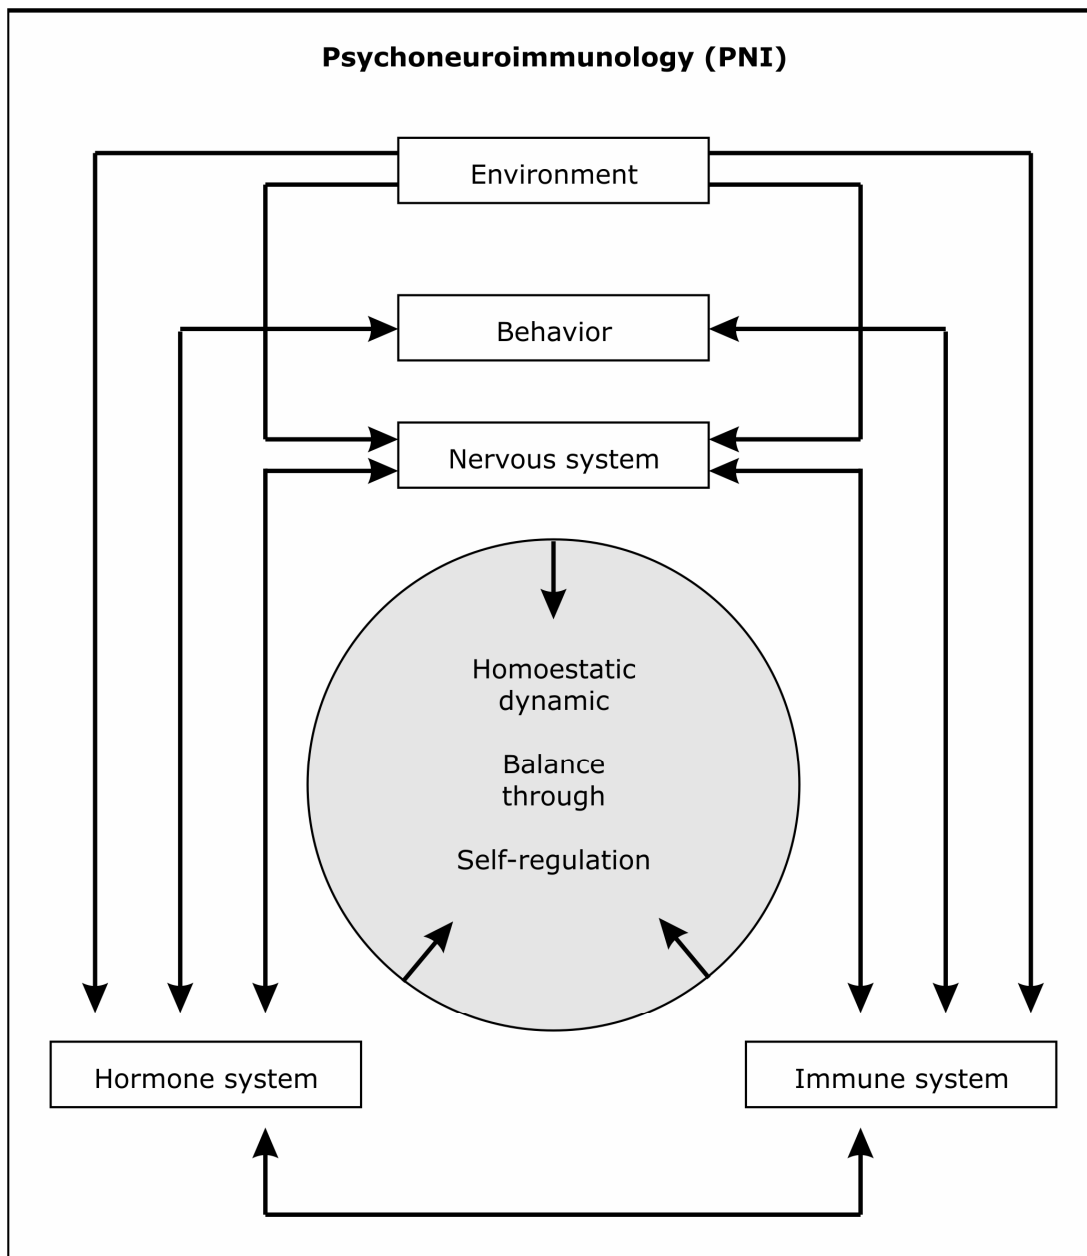 Psychoneuroimmunology (PNI)
Environment
Behavior
Nervous system
Homoestatic
dynamic
Balance
through
Self-regulation
Hormone system
Immune system